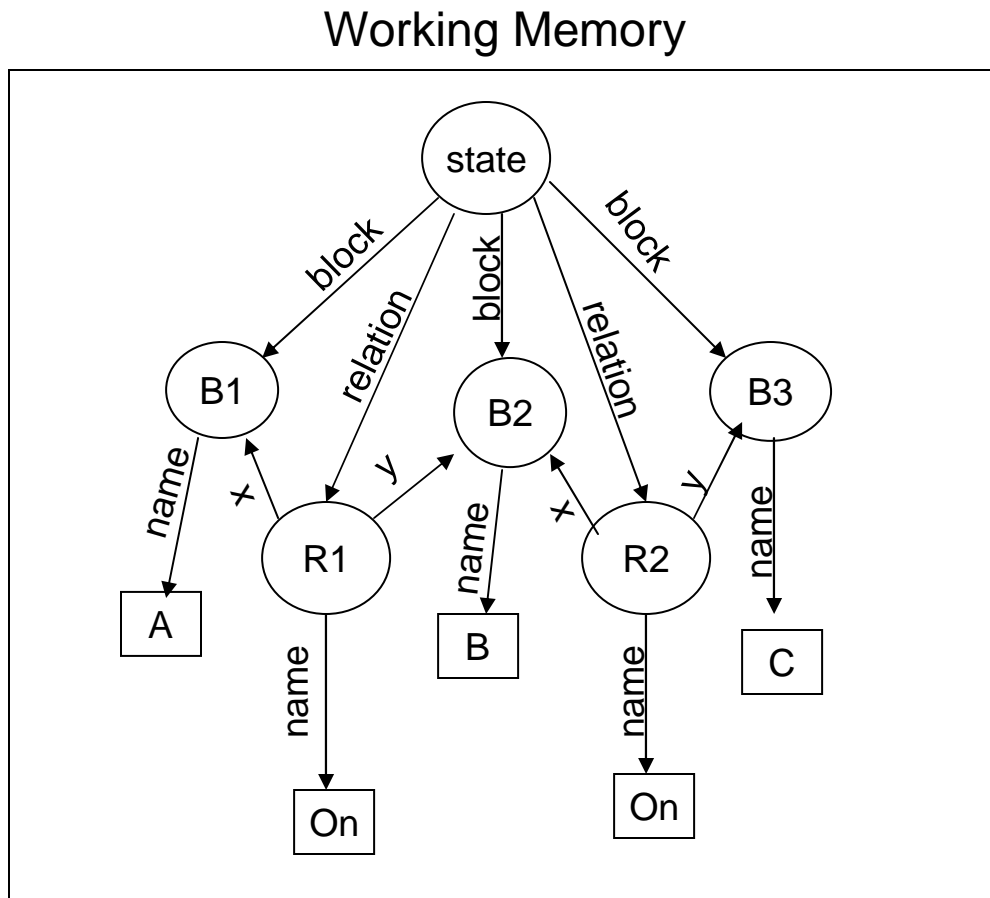 Working Memory
state
block
block
block
relation
relation
B1
B2
B3
name
x
y
x
y
name
name
R1
R2
A
B
C
name
name
On
On